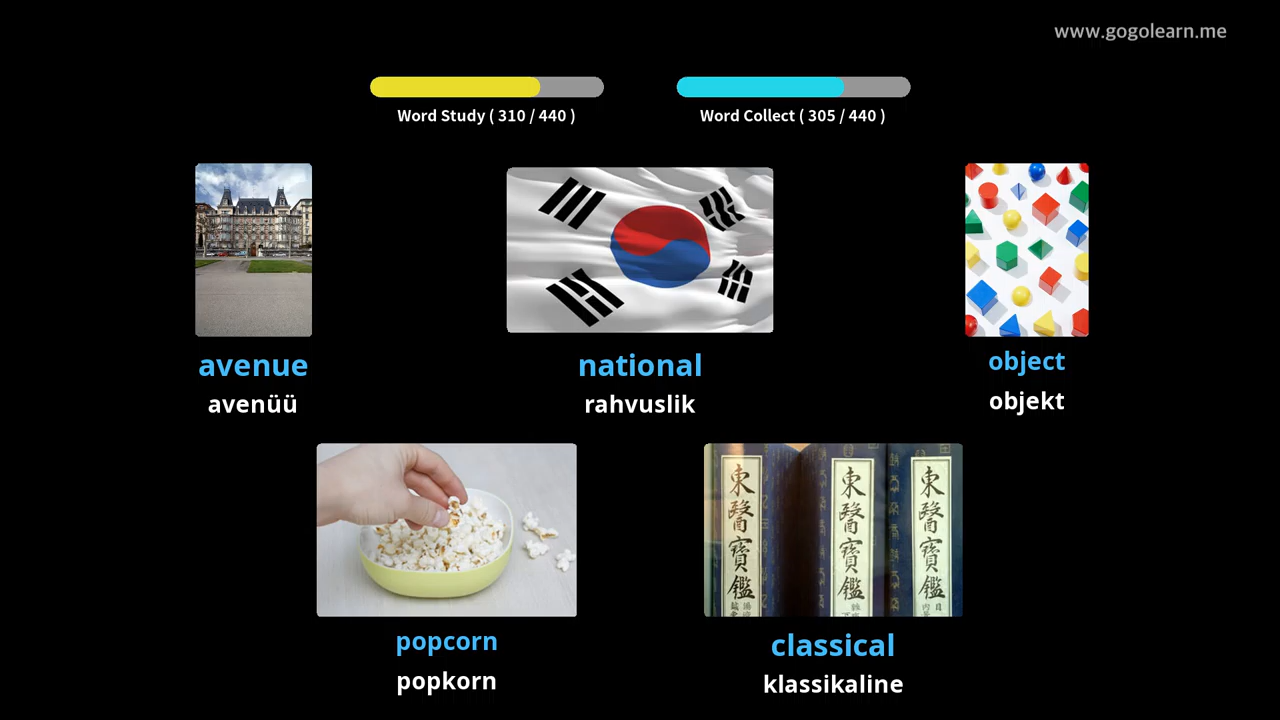 www.gogolearn.me
Word Study ( 310 / 440 )
Word Collect ( 305 / 440 )
avenue
avenüü
national
rahvuslik
object
objekt
popcorn
popkorn
classical
klassikaline
東醫寶鑑
東醫寶鑑
東醫寶鑑